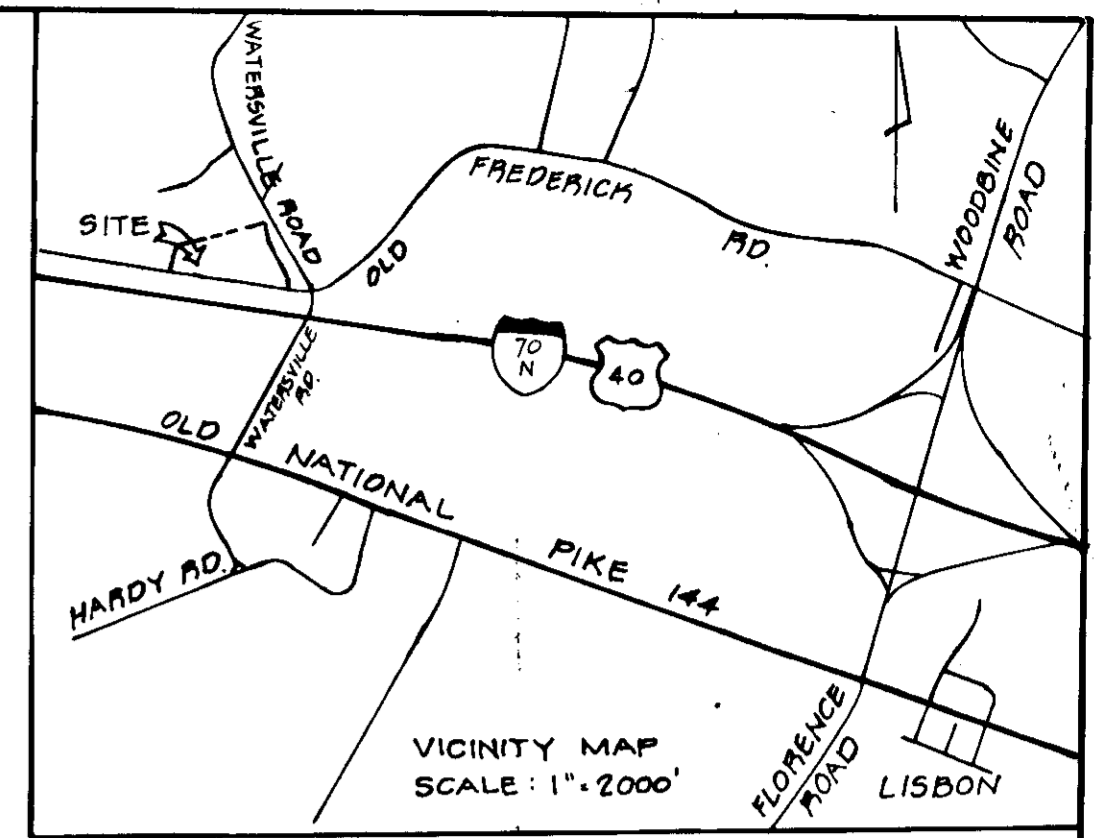 WATERSVILLE ROAD
FREDERICK
WOODBINE
ROAD
SITE
OLD
RD.
WATERSVILLE
RD.
70
N
40
OLD
NATIONAL
PIKE
144
HARDY RD.
VICINITY MAP
SCALE : 1" = 2000'
FLORENCE
ROAD
LISBON